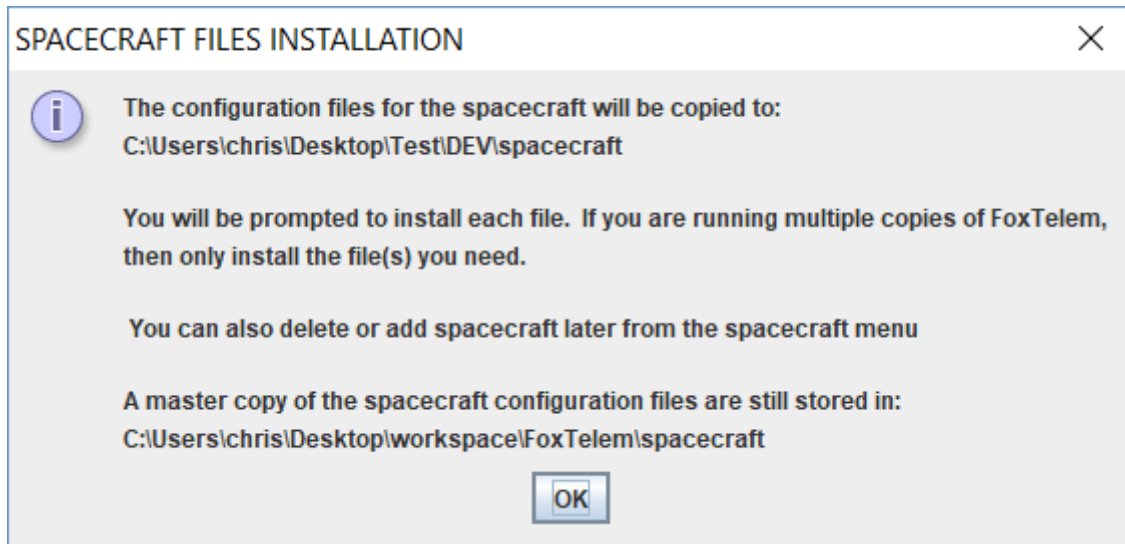 SPACECRAFT FILES INSTALLATION
The configuration files for the spacecraft will be copied to:
C:\Users\chris\Desktop\Test\DEV\spacecraft
You will be prompted to install each file.  If you are running multiple copies of FoxTelem,
then only install the file(s) you need.
You can also delete or add spacecraft later from the spacecraft menu
A master copy of the spacecraft configuration files are still stored in:
C:\Users\chris\Desktop\workspace\FoxTelem\spacecraft
OK